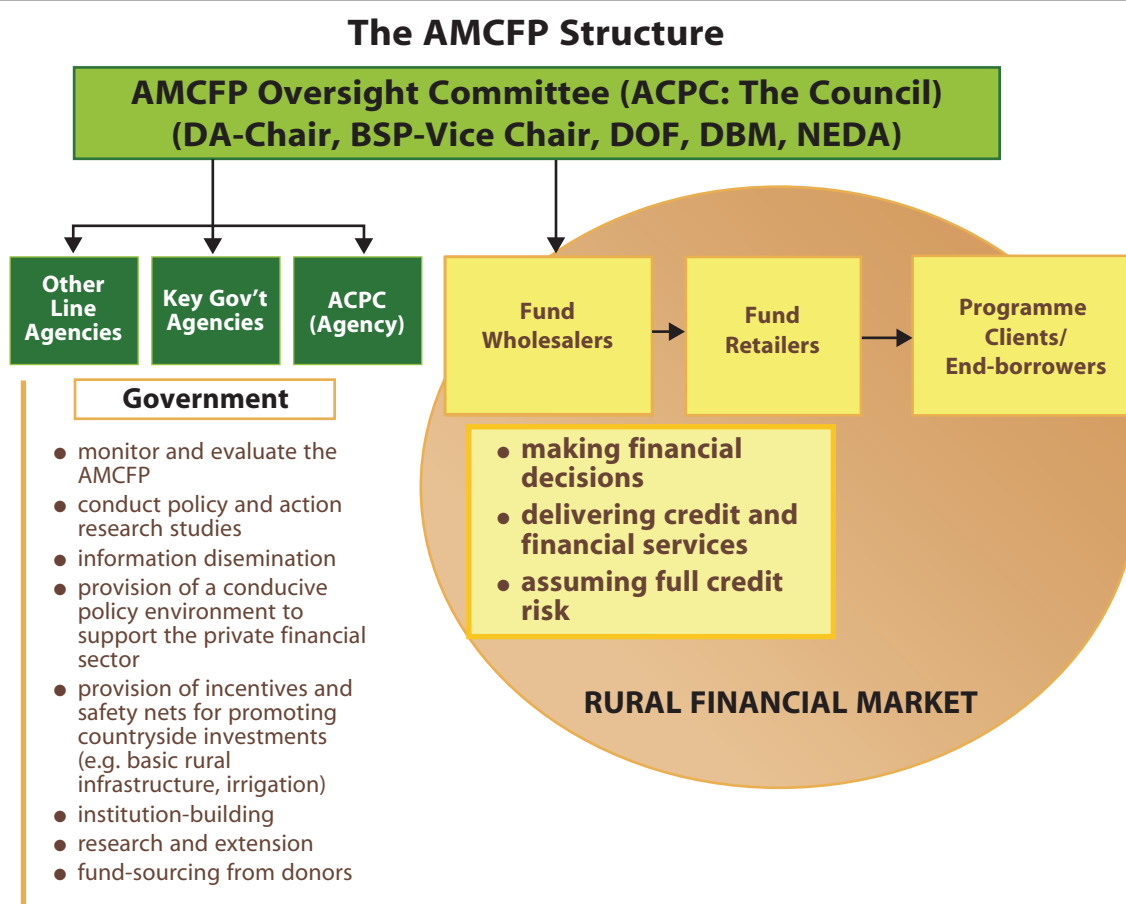 The AMCFP Structure
AMCFP Oversight Committee (ACPC: The Council)
(DA-Chair, BSP-Vice Chair, DOF, DBM, NEDA)
Other
Line
Agencies
Key Gov't
Agencies
ACPC
(Agency)
Fund
Wholesalers
Fund
Retailers
Programme
Clients/
End-borrowers
Government
● monitor and evaluate the
AMCFP
● conduct policy and action
research studies
● information disemination
● provision of a conducive
policy environment to
support the private financial
sector
● provision of incentives and
safety nets for promoting
countryside investments
(e.g. basic rural
infrastructure, irrigation)
● institution-building
● research and extension
● fund-sourcing from donors
● making financial
decisions
● delivering credit and
financial services
● assuming full credit
risk
RURAL FINANCIAL MARKET